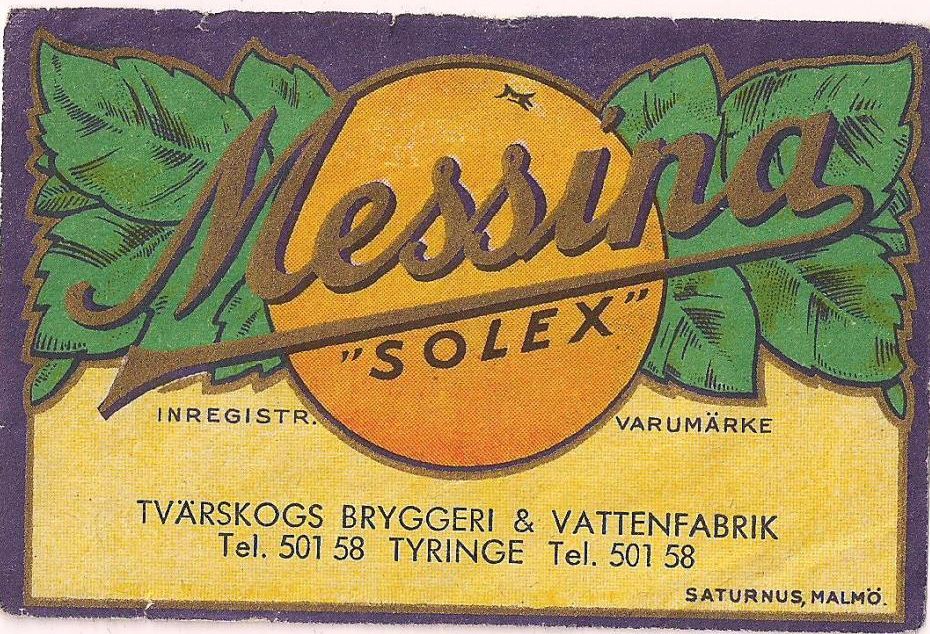 Messina
"SOLEX"
INREGISTR. VARUMÄRKE
TVÄRSKOGS BRYGGERI & VATTENFABRIK
Tel. 501 58 TYRINGE Tel. 501 58
SATURNUS, MALMÖ.